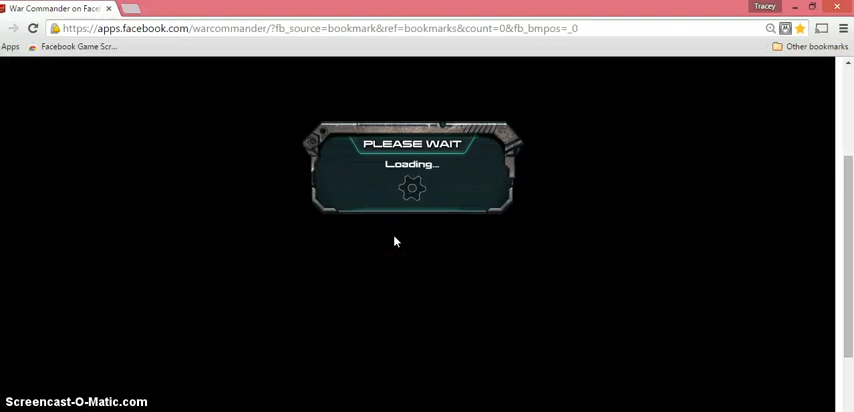 War Commander on Face
Tracey
https://apps.facebook.com/warcommander/?fb_source=bookmark&ref=bookmarks&count=0&fb_bmpos=_0
Apps
Facebook Game Scr...
Other bookmarks
PLEASE WAIT
Loading...
Screencast-O-Matic.com